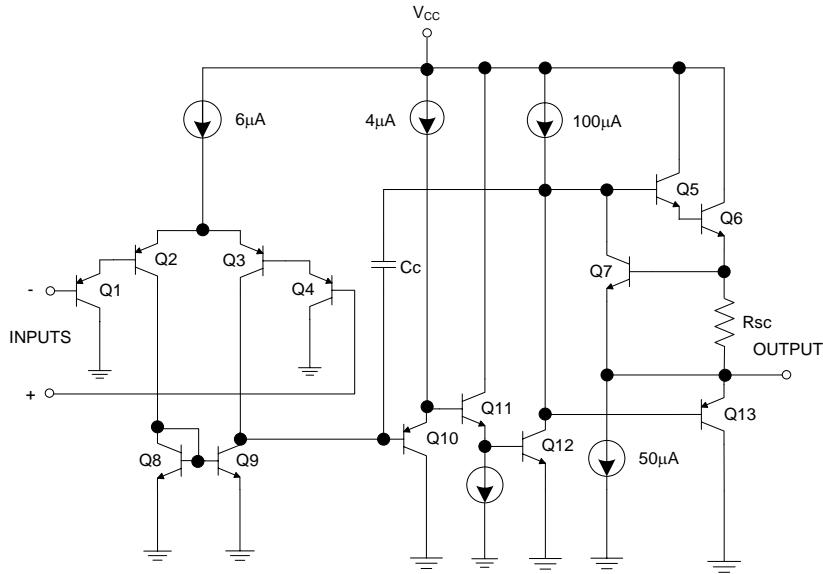 VCC
6μA
4μA
100μA
Q5
Q6
Q2
Q3
Cc
Q7
-
Q1
Q4
Rsc
INPUTS
OUTPUT
+
Q11
Q13
Q8
Q9
Q10
Q12
50μA